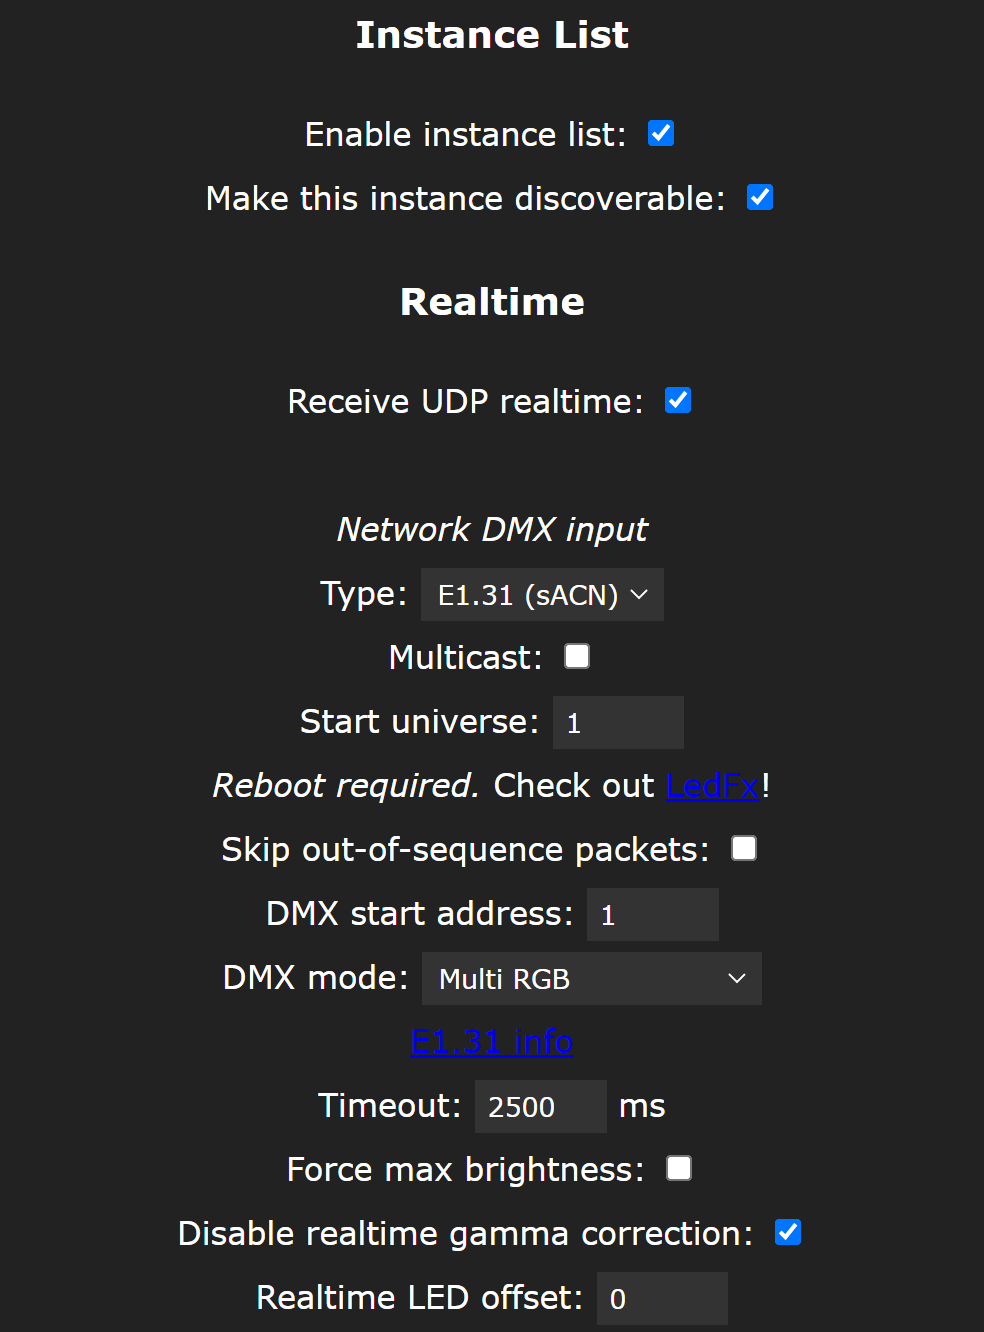 Instance List
Enable instance list:
Make this instance discoverable:
Realtime
Receive UDP realtime:
Network DMX input
Type: E1.31 (sACN)
Multicast:
Start universe: 1
Reboot required. Check out LedFx!
Skip out-of-sequence packets:
DMX start address: 1
DMX mode: Multi RGB
E1.31 info
Timeout: 2500 ms
Force max brightness:
Disable realtime gamma correction:
Realtime LED offset: 0